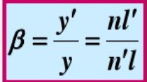 β = y′/y = nl′/n′l